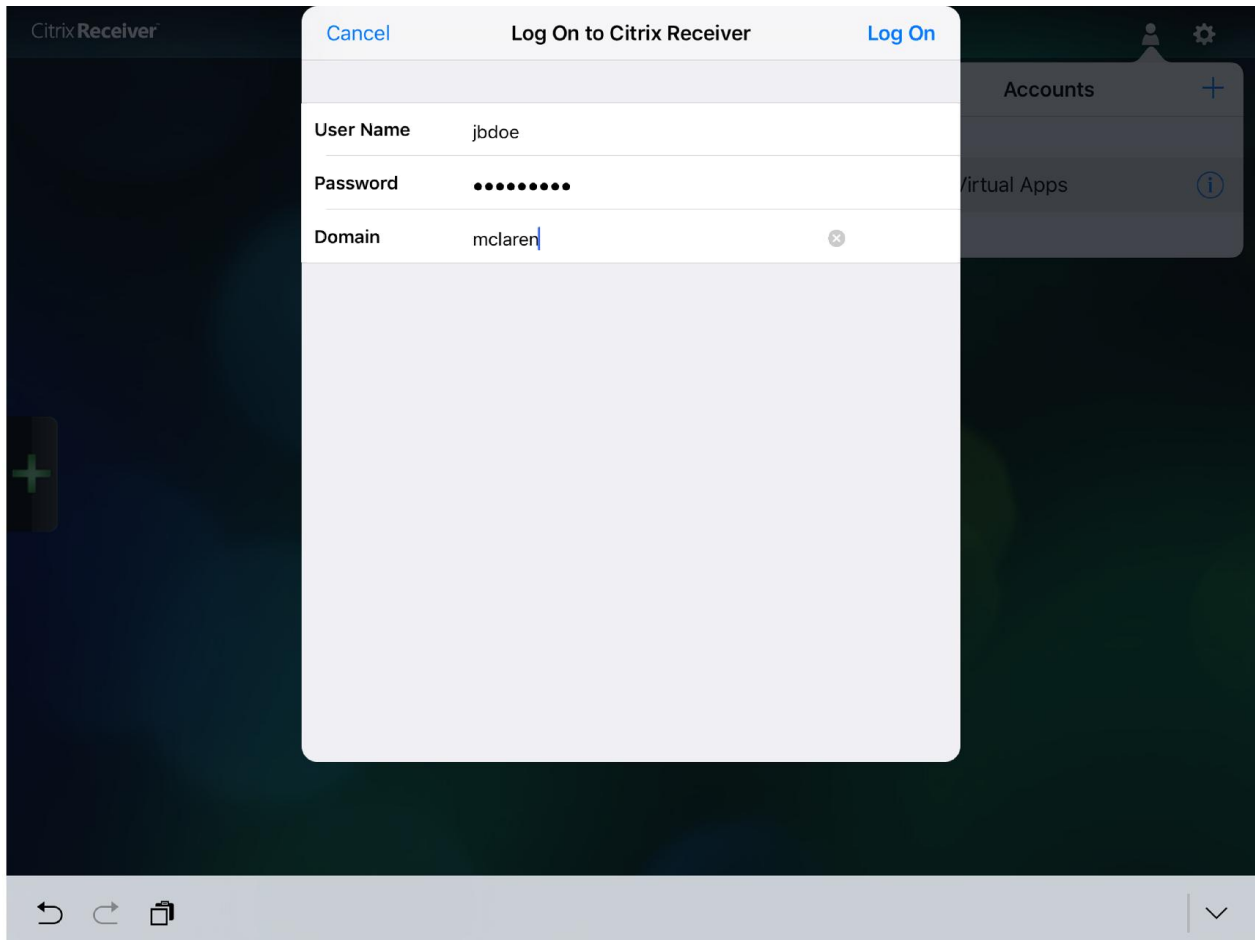 Citrix Receiver
Cancel
Log On to Citrix Receiver
Log On
Accounts
User Name
jbdoe
Password
•••••••••
Domain
mclaren
Virtual Apps